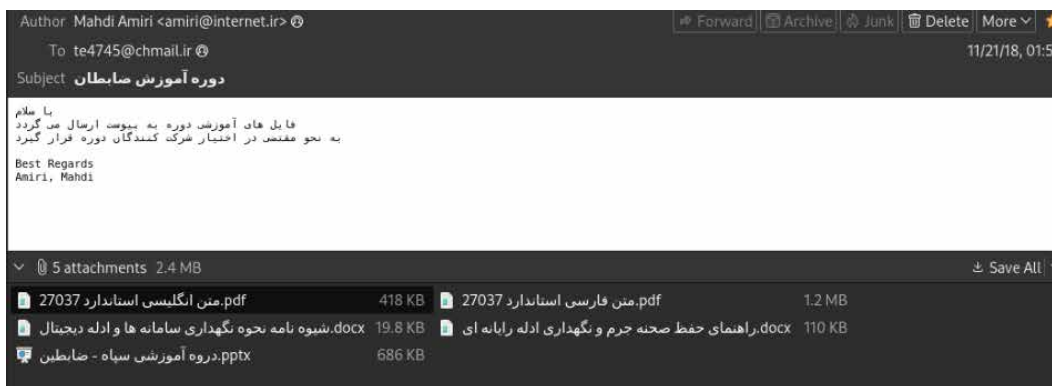 Author Mahdi Amiri <amiri@internet.ir>
Forward Archive Junk Delete More
To te4745@chmail.ir
11/21/18, 01:5
Subject دوره آموزش ضابطان
با سلام
فایل های آموزشی دوره به پیوست ارسال می گردد
به نحو مقتضی در اختیار شرکت کنندگان دوره قرار گیرد
Best Regards
Amiri, Mahdi
5 attachments 2.4 MB
Save All
متن انگلیسی استاندارد 27037.pdf 418 KB
متن فارسی استاندارد 27037.pdf 1.2 MB
شیوه نامه نحوه نگهداری سامانه ها و ادله دیجیتال.docx 19.8 KB
راهنمای حفظ صحنه جرم و نگهداری ادله رایانه ای.docx 110 KB
دروه آموزشی سپاه - ضابطین.pptx 686 KB